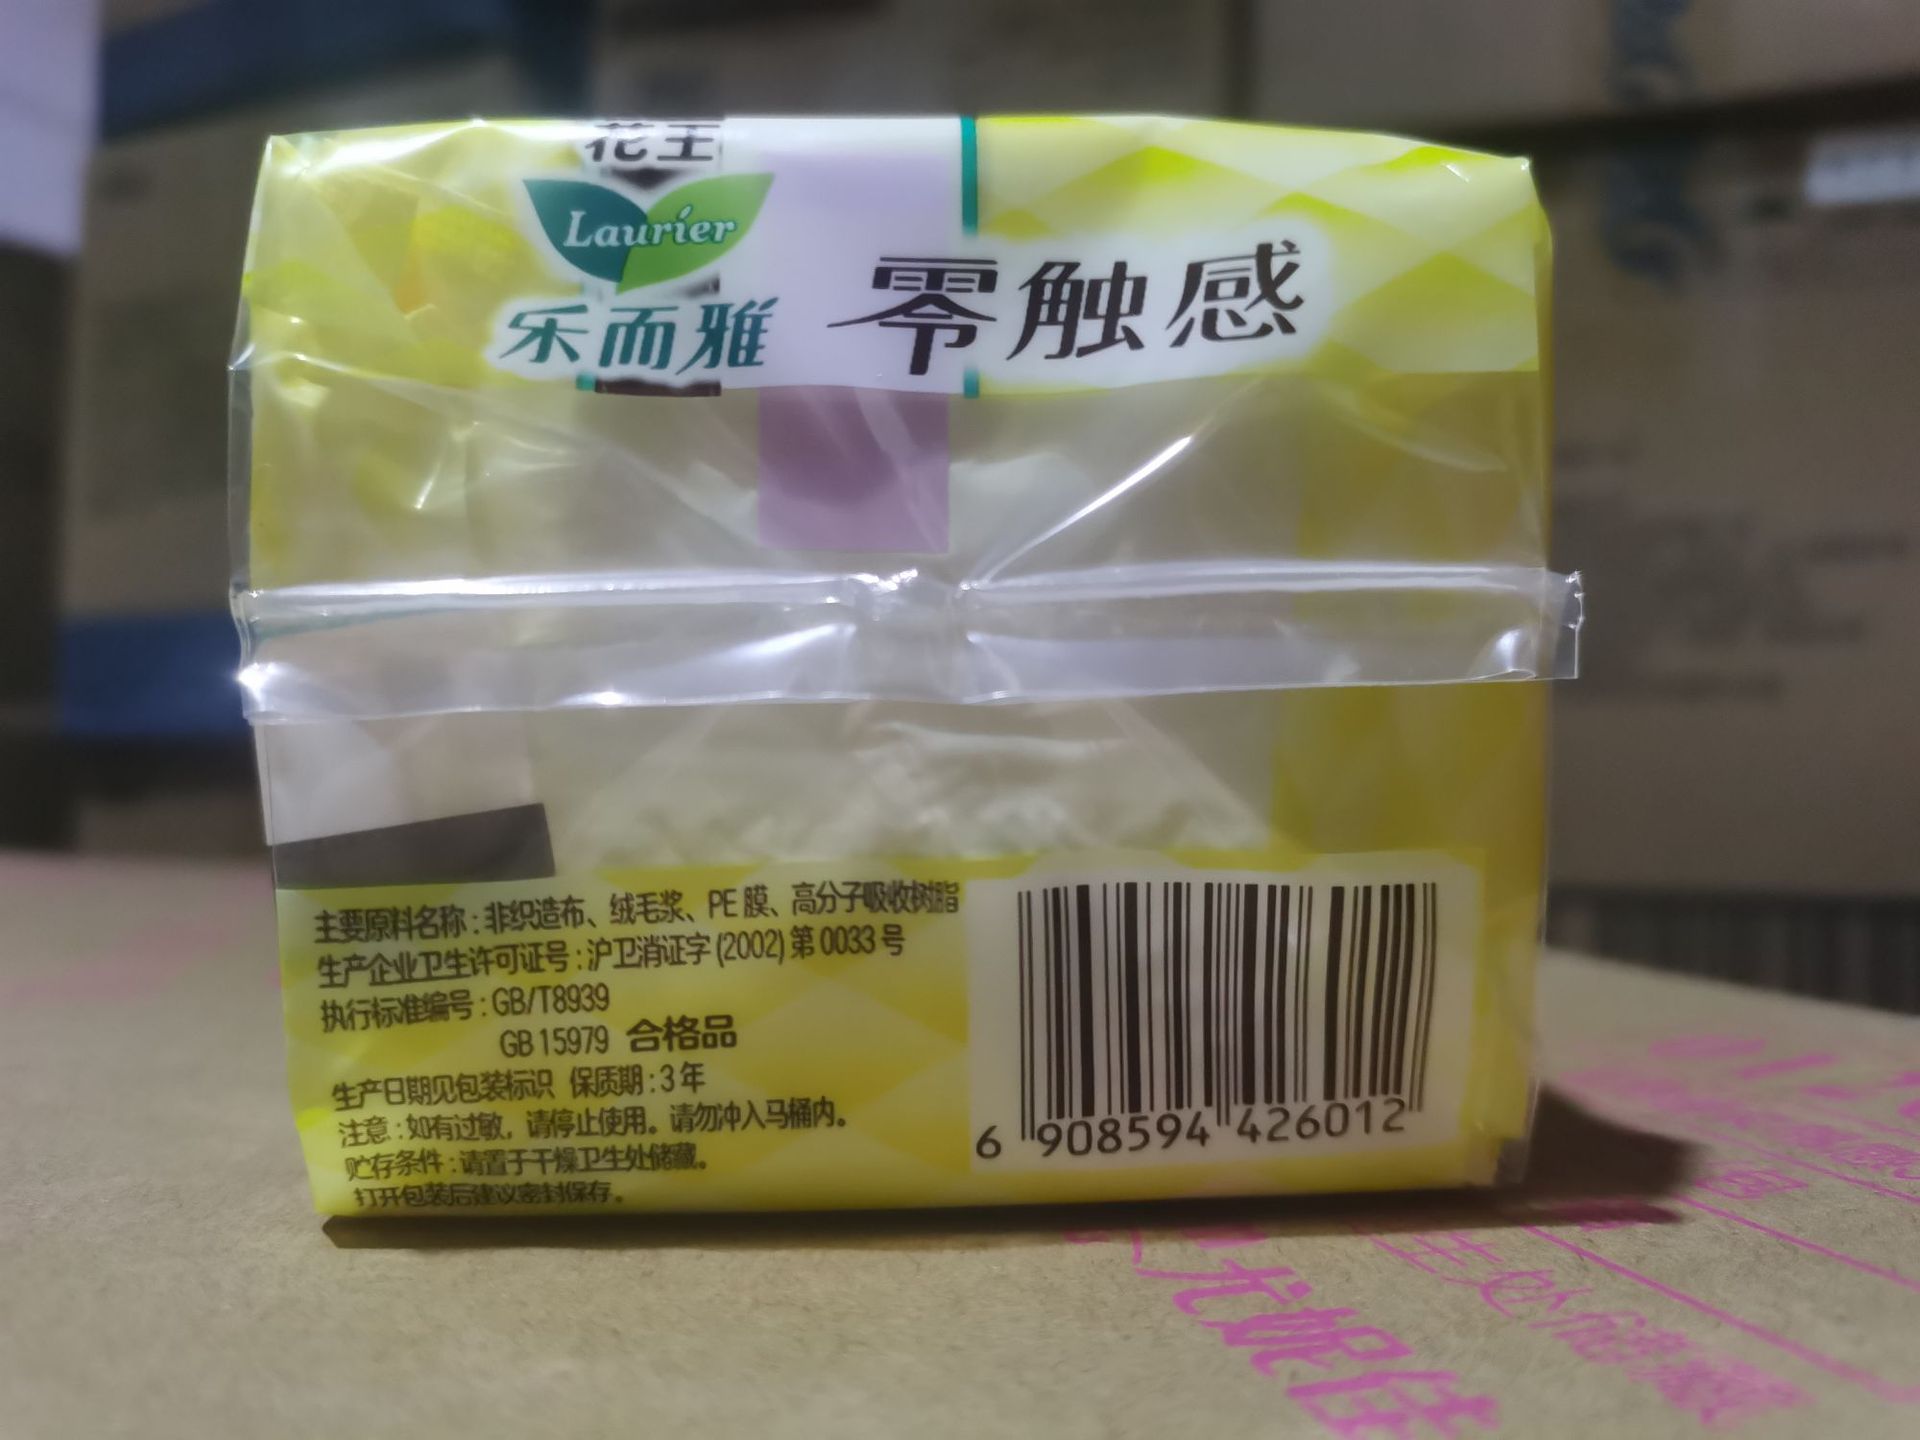 花王
Laurier
乐而雅 零触感
主要原料名称：非织造布、绒毛浆、PE膜、高分子吸收树脂
生产企业卫生许可证号：沪卫消证字(2002)第0033号
执行标准编号：GB/T8939
GB 15979 合格品
生产日期见包装标识 保质期：3年
注意：如有过敏，请停止使用。请勿冲入马桶内。
贮存条件：请置于干燥卫生处储藏。
打开包装后建议密封保存。
6 908594 426012
尤妮佳